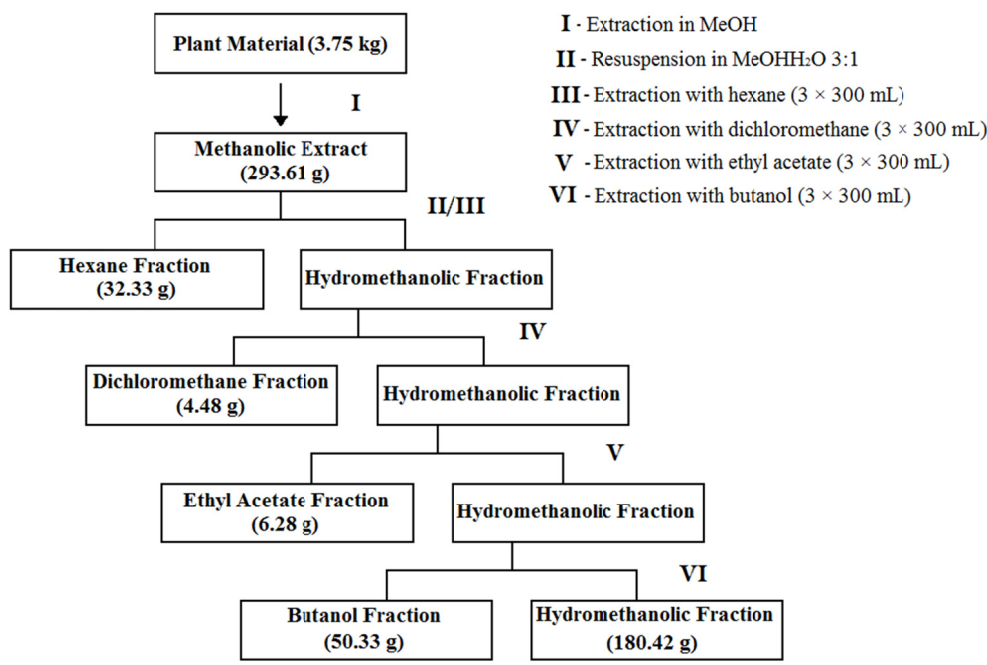 Plant Material (3.75 kg)
I
Methanolic Extract
(293.61 g)
II/III
Hexane Fraction
(32.33 g)
Hydromethanolic Fraction
IV
Dichloromethane Fraction
(4.48 g)
Hydromethanolic Fraction
V
Ethyl Acetate Fraction
(6.28 g)
Hydromethanolic Fraction
VI
Butanol Fraction
(50.33 g)
Hydromethanolic Fraction
(180.42 g)
I - Extraction in MeOH
II - Resuspension in MeOHH₂O 3:1
III - Extraction with hexane (3 × 300 mL)
IV - Extraction with dichloromethane (3 × 300 mL)
V - Extraction with ethyl acetate (3 × 300 mL)
VI - Extraction with butanol (3 × 300 mL)